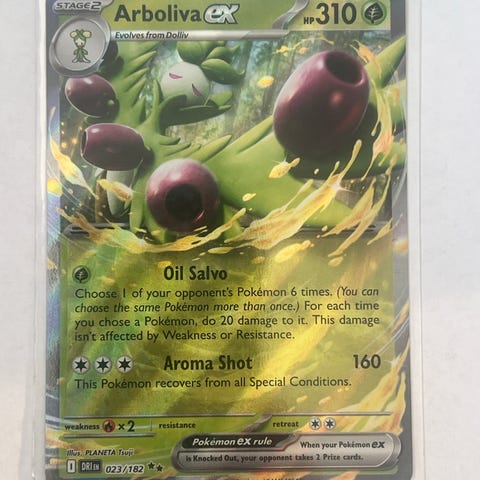 STAGE2
Arboliva ex
HP 310
Evolves from Dolliv
Oil Salvo
Choose 1 of your opponent's Pokémon 6 times. (You can
choose the same Pokémon more than once.) For each time
you chose a Pokémon, do 20 damage to it. This damage
isn't affected by Weakness or Resistance.
Aroma Shot 160
This Pokémon recovers from all Special Conditions.
weakness ×2 resistance retreat
Pokémon ex rule
When your Pokémon ex
is Knocked Out, your opponent takes 2 Prize cards.
Illus. PLANETA Tsuji
I DRI EN 023/182